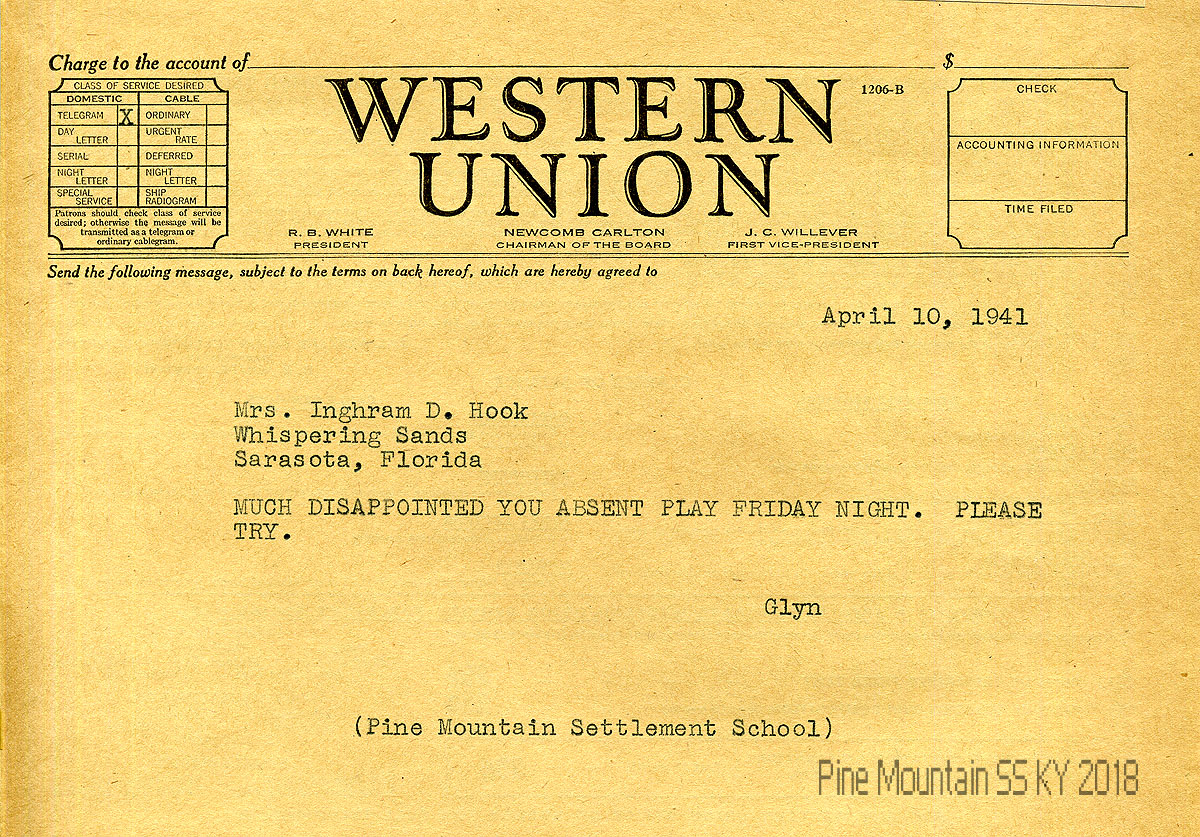 Charge to the account of $
CLASS OF SERVICE DESIRED
DOMESTIC CABLE
TELEGRAM X ORDINARY
DAY LETTER URGENT RATE
SERIAL DEFERRED
NIGHT LETTER NIGHT LETTER
SPECIAL SERVICE SHIP RADIOGRAM
Patrons should check class of service
desired; otherwise the message will be
transmitted as a telegram or
ordinary cablegram.
WESTERN
UNION
1206-B
CHECK
ACCOUNTING INFORMATION
TIME FILED
R. B. WHITE
PRESIDENT
NEWCOMB CARLTON
CHAIRMAN OF THE BOARD
J. C. WILLEVER
FIRST VICE-PRESIDENT
Send the following message, subject to the terms on back hereof, which are hereby agreed to
April 10, 1941
Mrs. Inghram D. Hook
Whispering Sands
Sarasota, Florida
MUCH DISAPPOINTED YOU ABSENT PLAY FRIDAY NIGHT. PLEASE
TRY.
Glyn
(Pine Mountain Settlement School)
Pine Mountain SS KY 2018